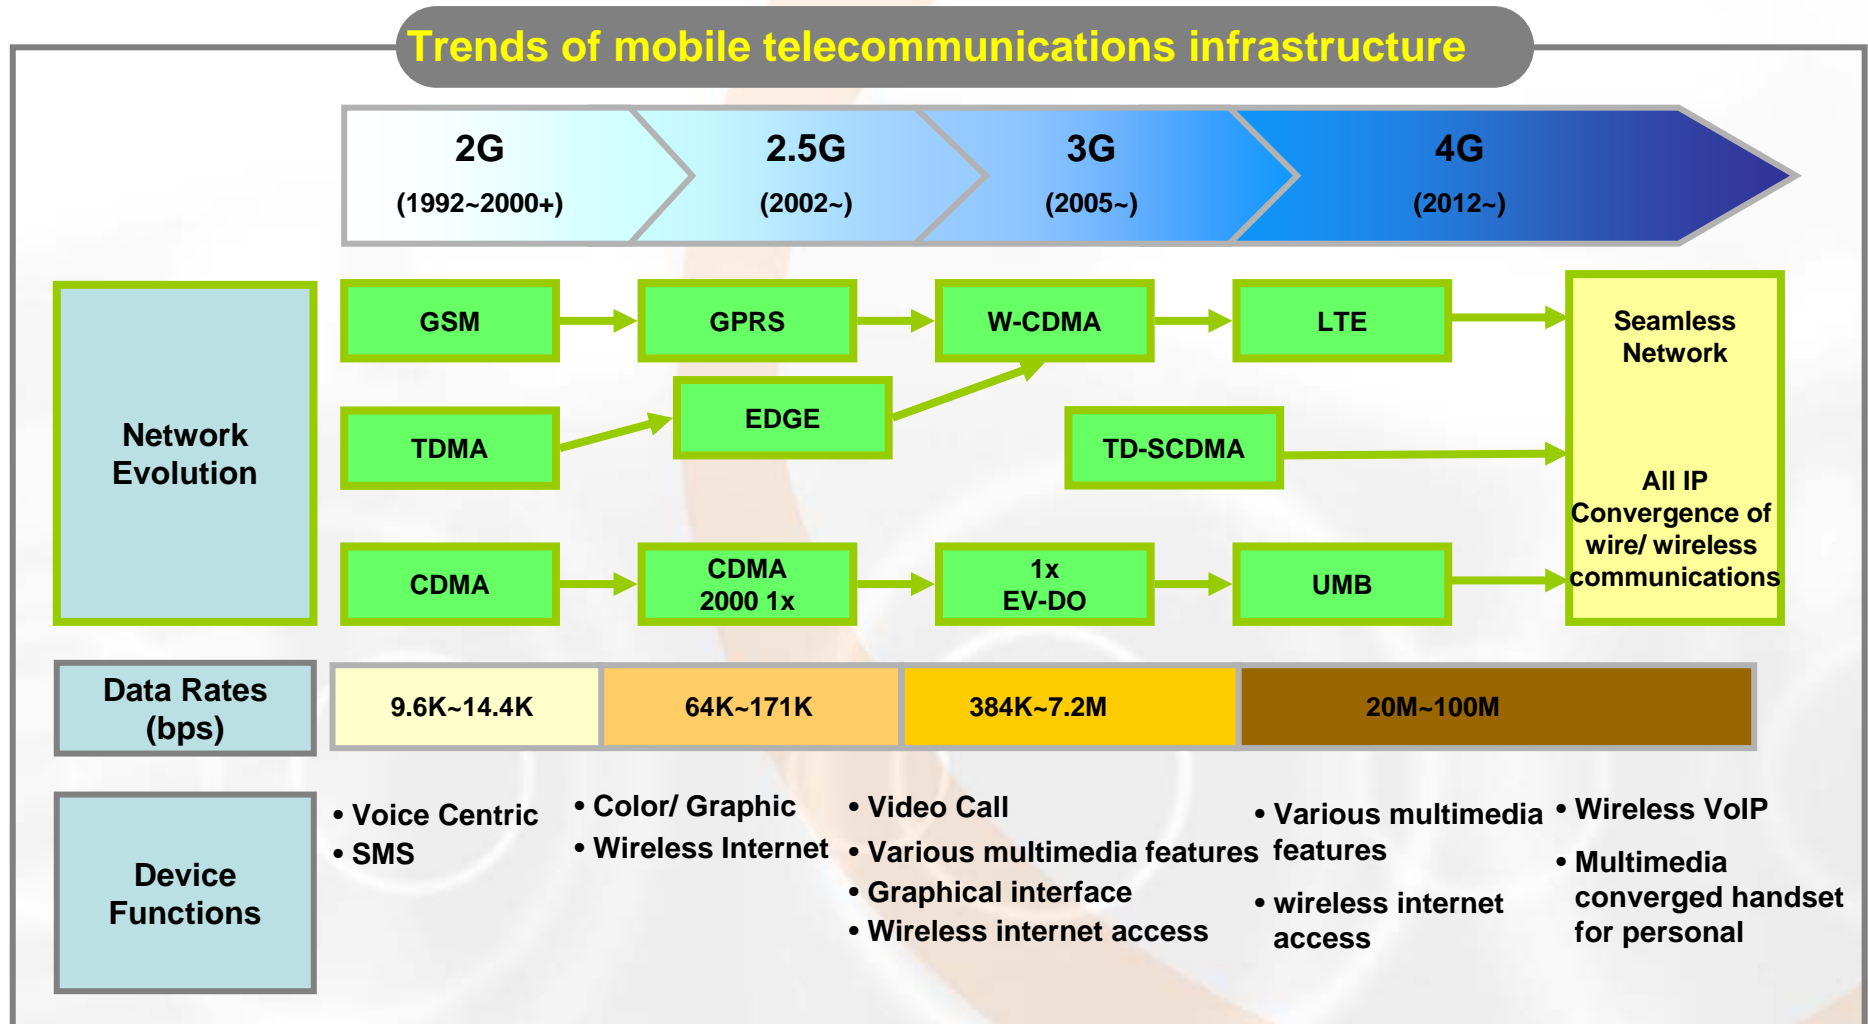 Trends of mobile telecommunications infrastructure
2G
(1992~2000+)
2.5G
(2002~)
3G
(2005~)
4G
(2012~)
Network
Evolution
GSM
GPRS
W-CDMA
LTE
TDMA
EDGE
TD-SCDMA
CDMA
CDMA
2000 1x
1x
EV-DO
UMB
Seamless
Network
All IP
Convergence of
wire/ wireless
communications
Data Rates
(bps)
9.6K~14.4K
64K~171K
384K~7.2M
20M~100M
Device
Functions
• Voice Centric
• SMS
• Color/ Graphic
• Wireless Internet
• Video Call
• Various multimedia features
• Graphical interface
• Wireless internet access
• Various multimedia
features
• wireless internet
access
• Wireless VoIP
• Multimedia
converged handset
for personal